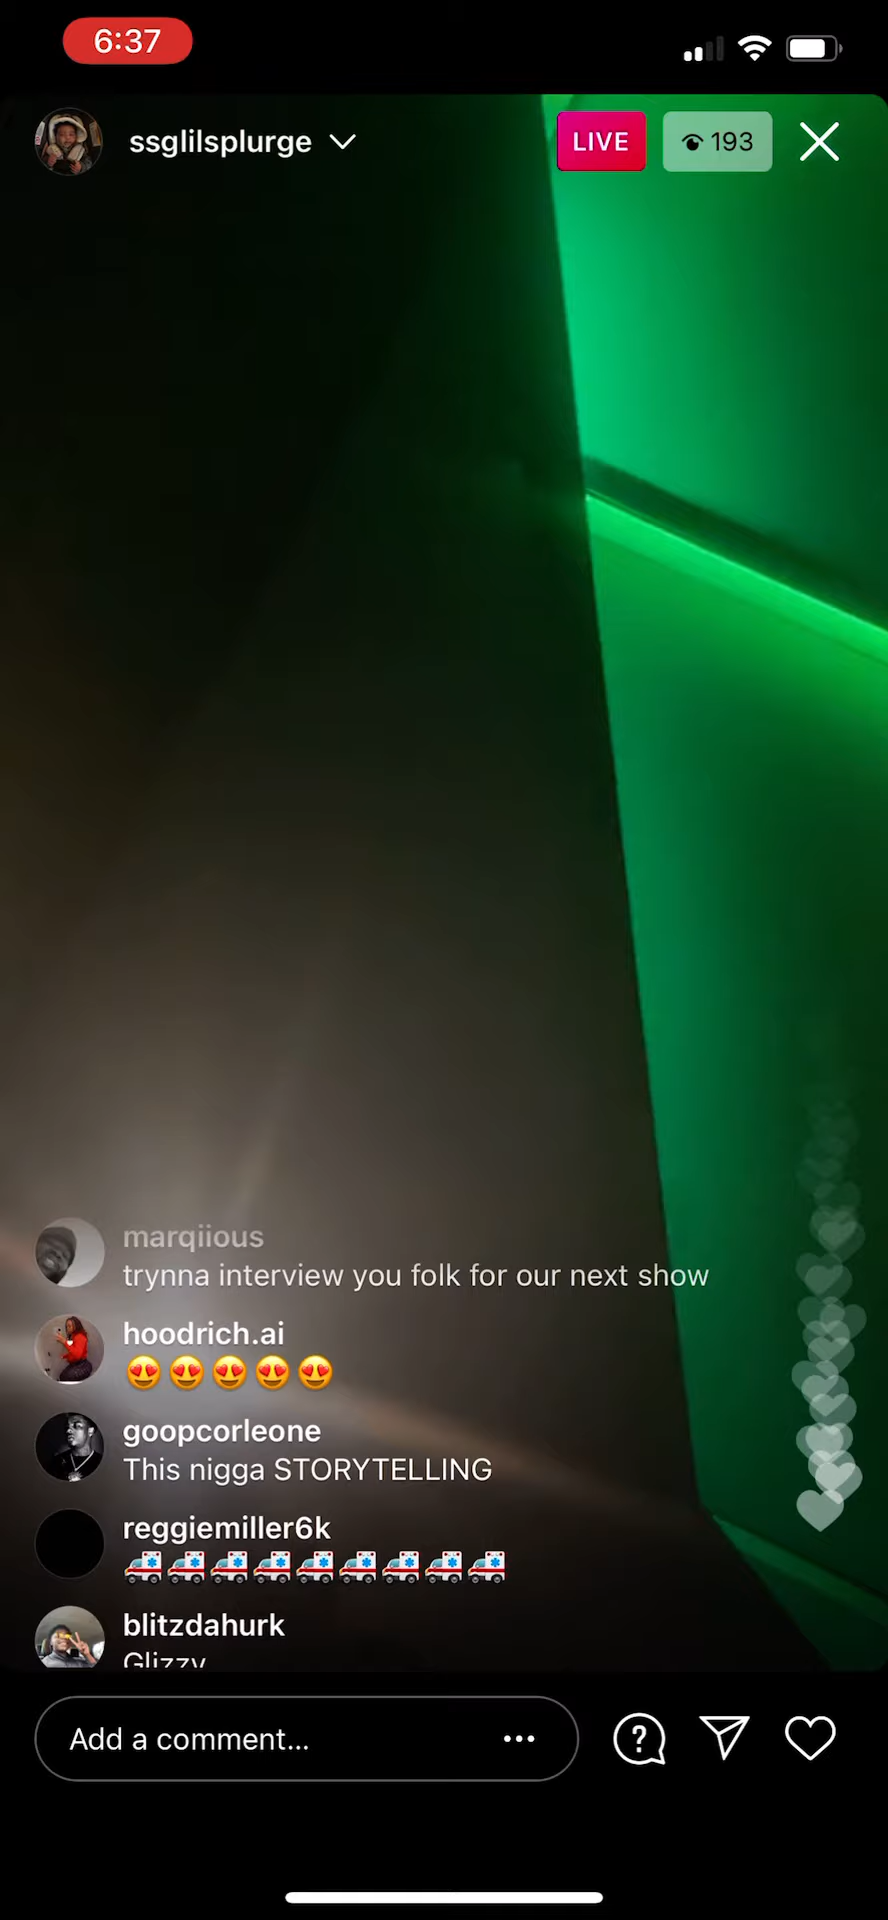 6:37
ssglilsplurge
LIVE
193
marqiious
trynna interview you folk for our next show
hoodrich.ai
😍😍😍😍😍
goopcorleone
This nigga STORYTELLING
reggiemiller6k
🚑🚑🚑🚑🚑🚑🚑🚑🚑
blitzdahurk
Glizzy
Add a comment...